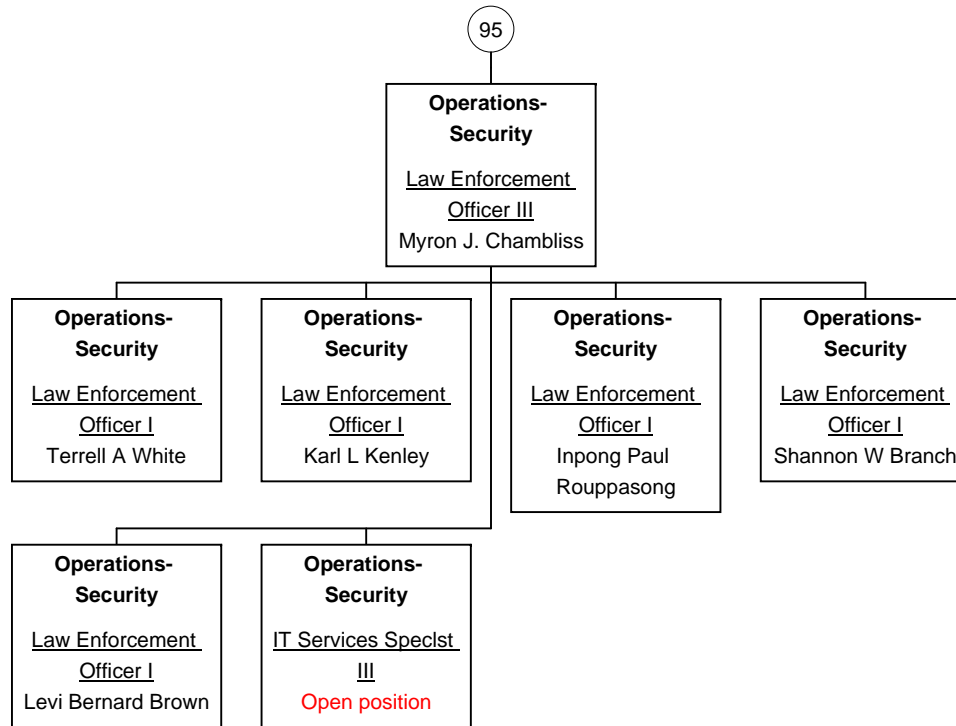 95
Operations-
Security
Law Enforcement
Officer III
Myron J. Chambliss
Operations-
Security
Law Enforcement
Officer I
Terrell A White
Operations-
Security
Law Enforcement
Officer I
Karl L Kenley
Operations-
Security
Law Enforcement
Officer I
Inpong Paul
Rouppasong
Operations-
Security
Law Enforcement
Officer I
Shannon W Branch
Operations-
Security
Law Enforcement
Officer I
Levi Bernard Brown
Operations-
Security
IT Services Speclst
III
Open position